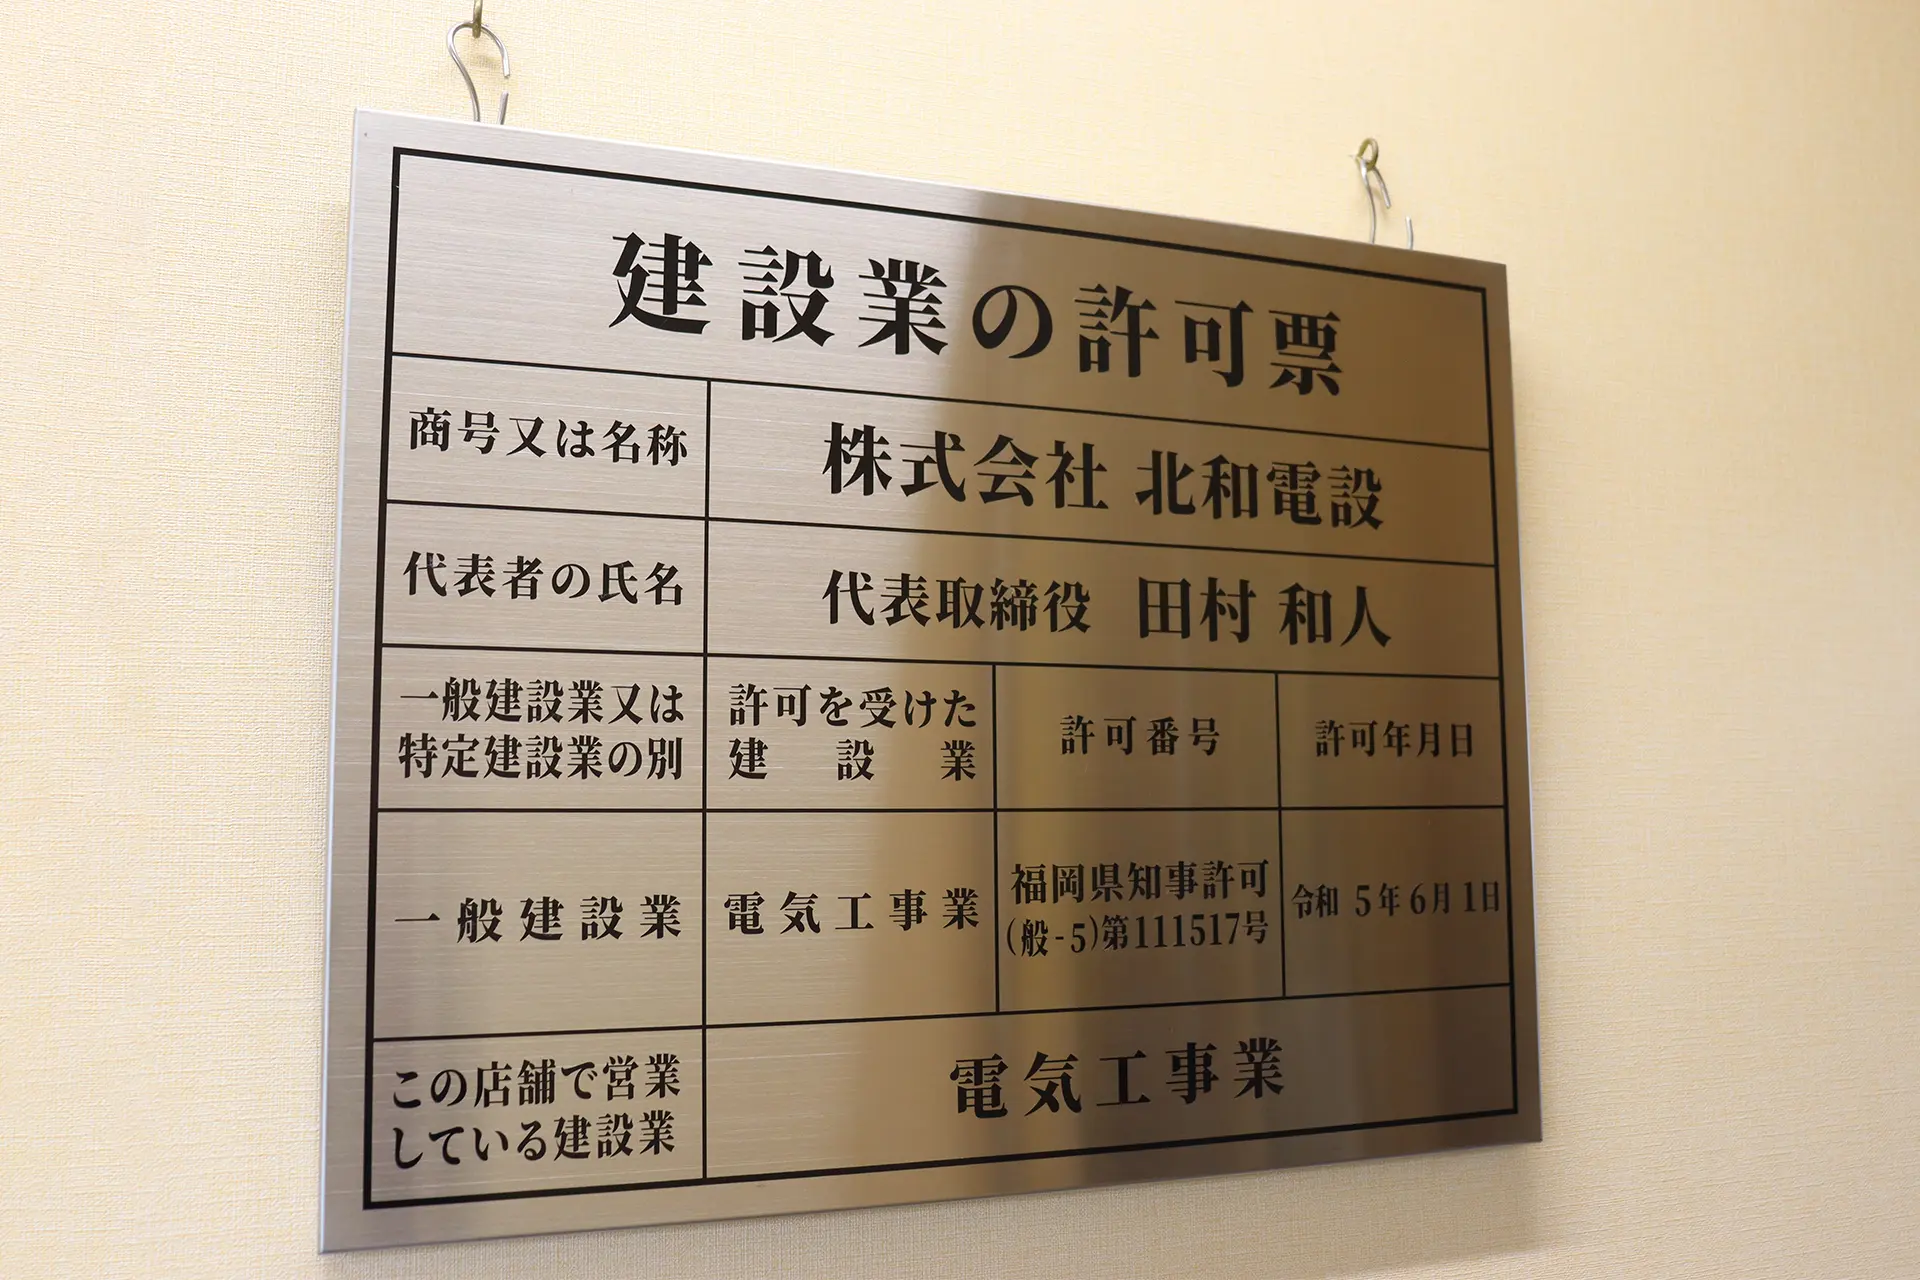 建設業の許可票
商号又は名称
株式会社 北和電設
代表者の氏名
代表取締役 田村 和人
一般建設業又は
特定建設業の別
許可を受けた
建設業
許可番号
許可年月日
一般建設業
電気工事業
福岡県知事許可
(般-5)第111517号
令和 5年6月1日
この店舗で営業
している建設業
電気工事業